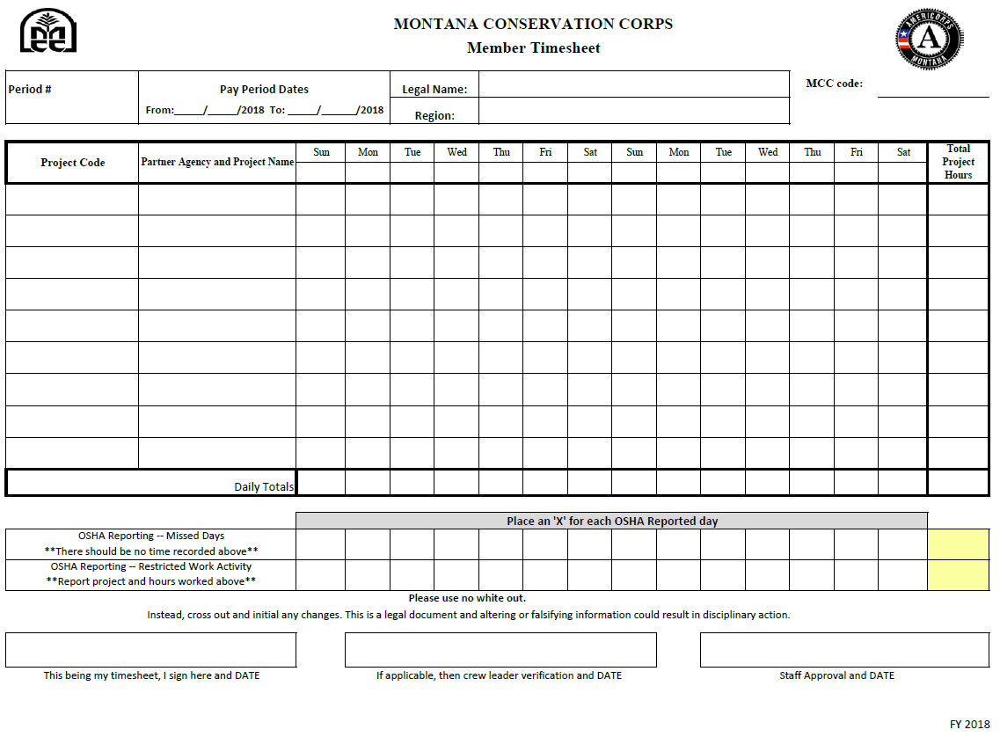 MONTANA CONSERVATION CORPS
Member Timesheet
AMERICORPS
A
MONTANA
Period #
Pay Period Dates
From:_____/_____/2018 To: _____/______/2018
Legal Name:
Region:
MCC code:
Project Code
Partner Agency and Project Name
Sun Mon Tue Wed Thu Fri Sat Sun Mon Tue Wed Thu Fri Sat
Total
Project
Hours
Daily Totals
Place an 'X' for each OSHA Reported day
OSHA Reporting -- Missed Days
**There should be no time recorded above**
OSHA Reporting -- Restricted Work Activity
**Report project and hours worked above**
Please use no white out.
Instead, cross out and initial any changes. This is a legal document and altering or falsifying information could result in disciplinary action.
This being my timesheet, I sign here and DATE
If applicable, then crew leader verification and DATE
Staff Approval and DATE
FY 2018